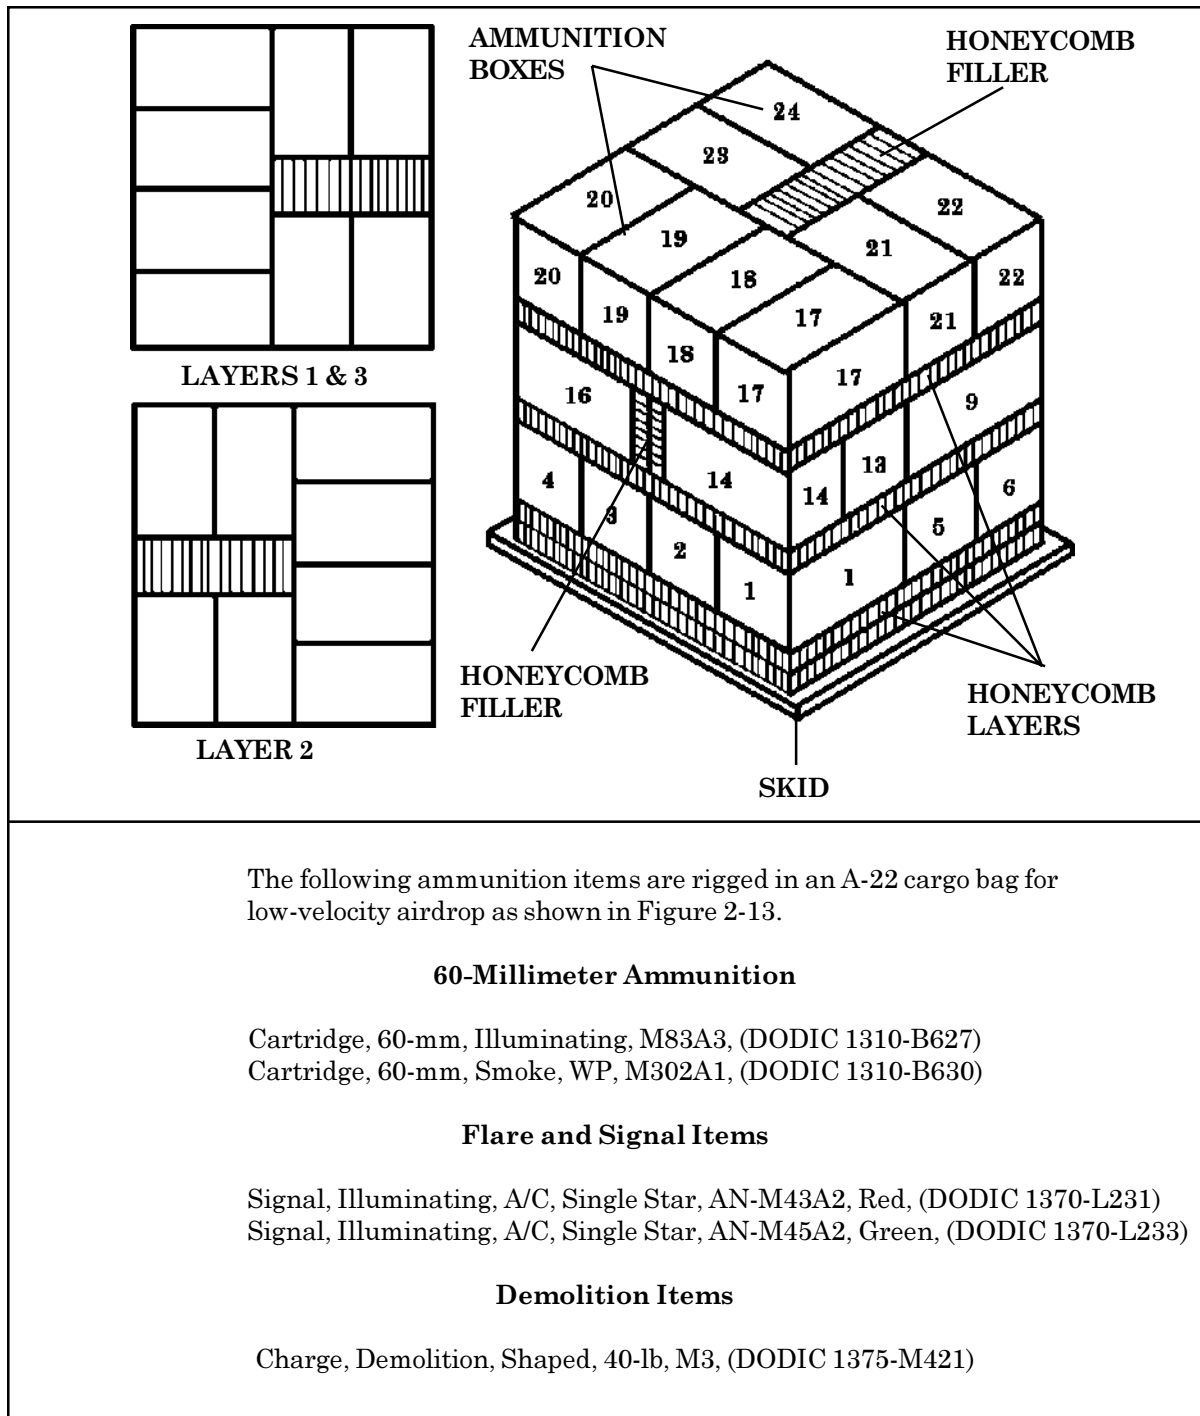 AMMUNITION
BOXES
HONEYCOMB
FILLER
24
23
22
20
19
21
18
17
20
19
18
17
17
21
22
16
14
14
13
9
4
3
2
1
1
5
6
LAYERS 1 & 3
LAYER 2
HONEYCOMB
FILLER
HONEYCOMB
LAYERS
SKID
The following ammunition items are rigged in an A-22 cargo bag for
low-velocity airdrop as shown in Figure 2-13.
60-Millimeter Ammunition
Cartridge, 60-mm, Illuminating, M83A3, (DODIC 1310-B627)
Cartridge, 60-mm, Smoke, WP, M302A1, (DODIC 1310-B630)
Flare and Signal Items
Signal, Illuminating, A/C, Single Star, AN-M43A2, Red, (DODIC 1370-L231)
Signal, Illuminating, A/C, Single Star, AN-M45A2, Green, (DODIC 1370-L233)
Demolition Items
Charge, Demolition, Shaped, 40-lb, M3, (DODIC 1375-M421)